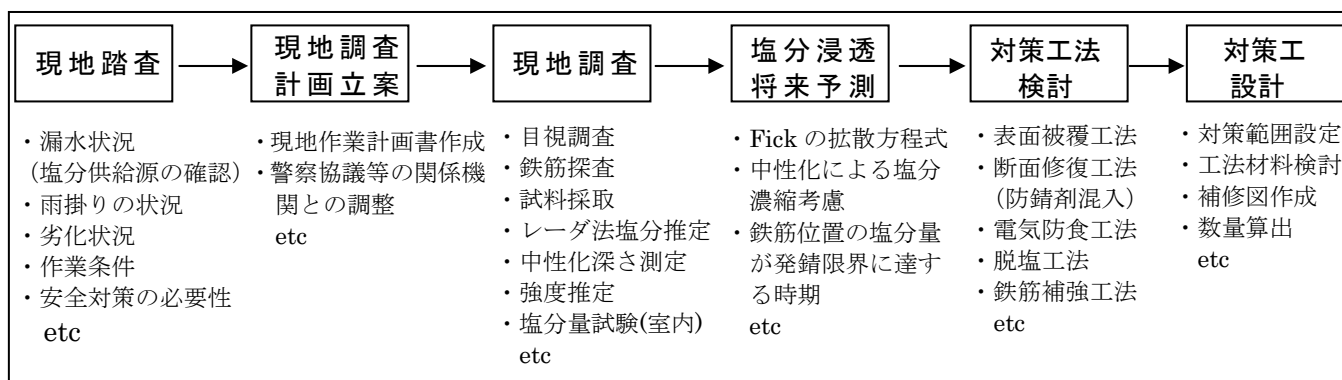 現地踏査
・漏水状況
(塩分供給源の確認)
・雨掛りの状況
・劣化状況
・作業条件
・安全対策の必要性
etc
現地調査
計画立案
・現地作業計画書作成
・警察協議等の関係機
関との調整
etc
現地調査
・目視調査
・鉄筋探査
・試料採取
・レーダ法塩分推定
・中性化深さ測定
・強度推定
・塩分量試験(室内)
etc
塩分浸透
将来予測
・Fick の拡散方程式
・中性化による塩分
濃縮考慮
・鉄筋位置の塩分量
が発錆限界に達す
る時期
etc
対策工法
検討
・表面被覆工法
・断面修復工法
(防錆剤混入)
・電気防食工法
・脱塩工法
・鉄筋補強工法
etc
対策工
設計
・対策範囲設定
・工法材料検討
・補修図作成
・数量算出
etc